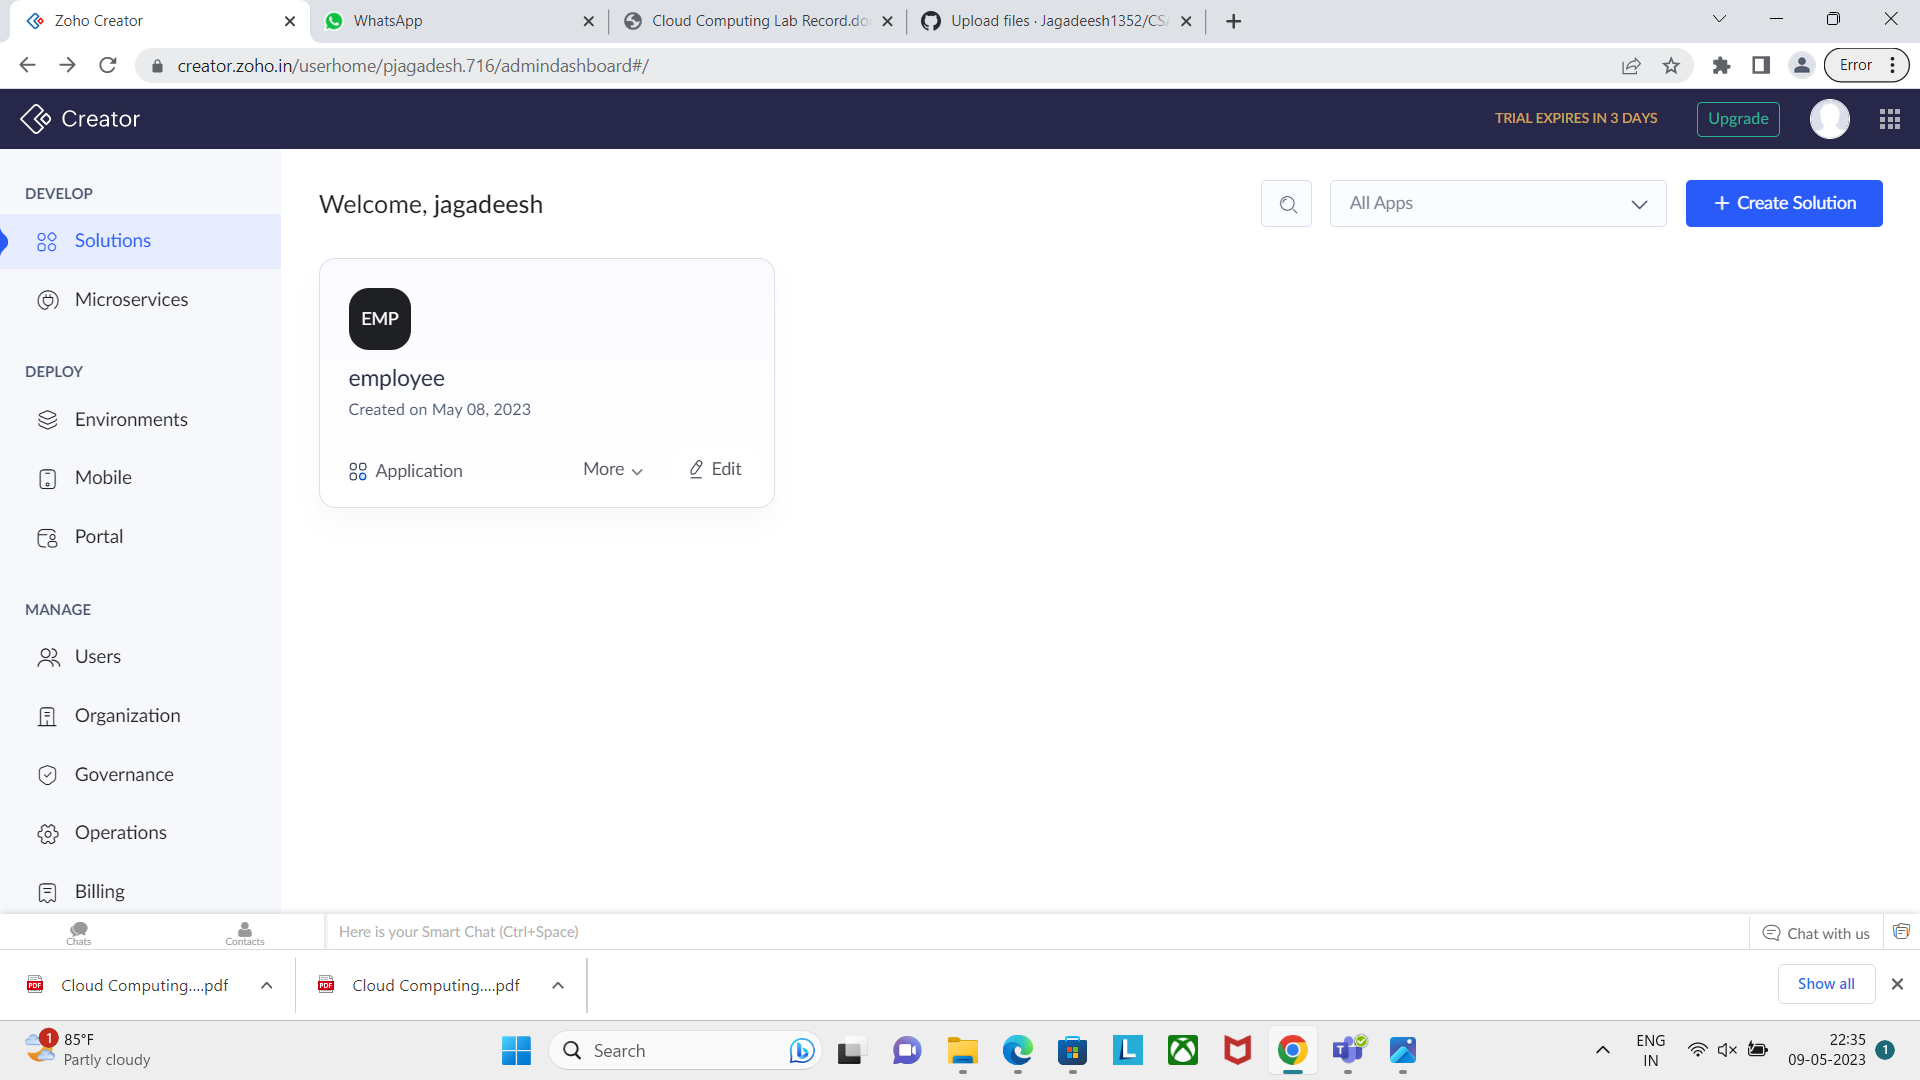 Zoho Creator
WhatsApp
Cloud Computing Lab Record.do
Upload files · Jagadeesh1352/CSA
creator.zoho.in/userhome/pjagadesh.716/admindashboard#/
Error
Creator
TRIAL EXPIRES IN 3 DAYS
Upgrade
DEVELOP
Solutions
Microservices
DEPLOY
Environments
Mobile
Portal
MANAGE
Users
Organization
Governance
Operations
Billing
Welcome, jagadeesh
All Apps
+ Create Solution
EMP
employee
Created on May 08, 2023
Application
More
Edit
Chats
Contacts
Here is your Smart Chat (Ctrl+Space)
Chat with us
PDF
Cloud Computing....pdf
PDF
Cloud Computing....pdf
Show all
1
85°F
Partly cloudy
Search
L
ENG
IN
22:35
09-05-2023
1